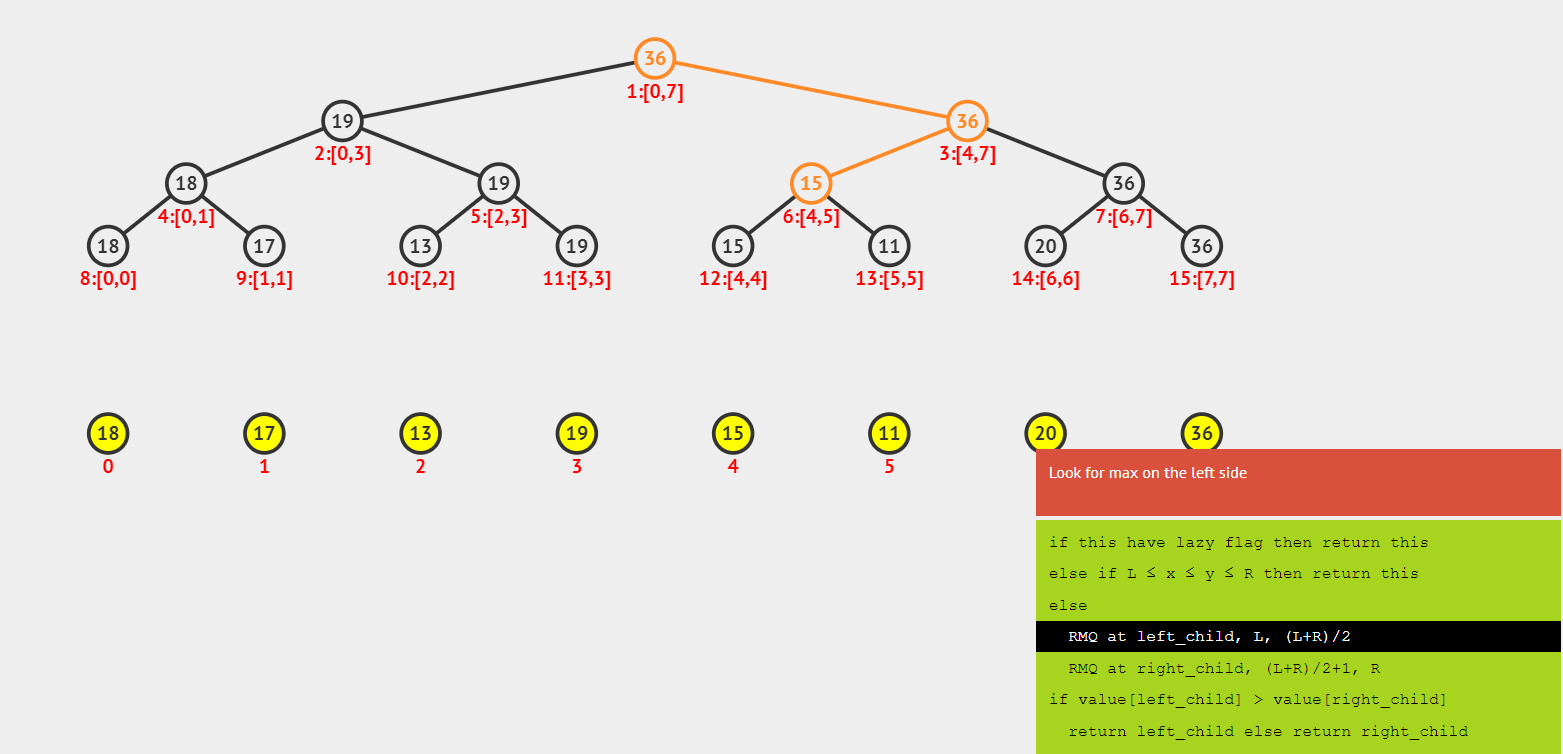 36
1:[0,7]
19 36
2:[0,3] 3:[4,7]
18 19 15 36
4:[0,1] 5:[2,3] 6:[4,5] 7:[6,7]
18 17 13 19 15 11 20 36
8:[0,0] 9:[1,1] 10:[2,2] 11:[3,3] 12:[4,4] 13:[5,5] 14:[6,6] 15:[7,7]
18 17 13 19 15 11 20 36
0 1 2 3 4 5
Look for max on the left side
if this have lazy flag then return this
else if L ≤ x ≤ y ≤ R then return this
else
RMQ at left_child, L, (L+R)/2
RMQ at right_child, (L+R)/2+1, R
if value[left_child] > value[right_child]
return left_child else return right_child